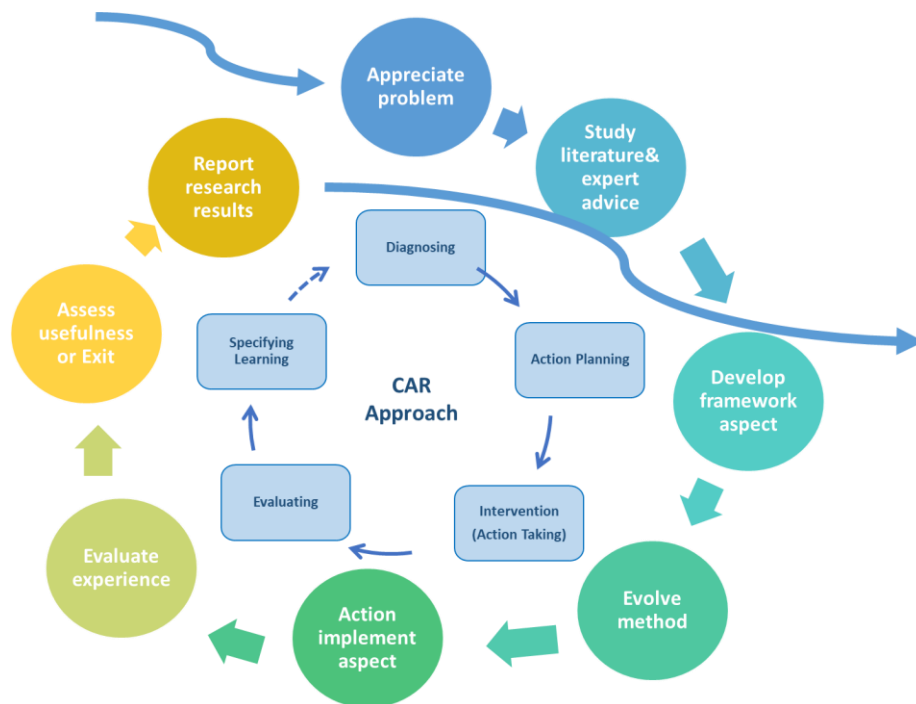 Appreciate
problem
Study
literature&
expert
advice
Develop
framework
aspect
Evolve
method
Action
implement
aspect
Evaluate
experience
Assess
usefulness
or Exit
Report
research
results
Diagnosing
Action Planning
Intervention
(Action Taking)
Evaluating
Specifying
Learning
CAR
Approach